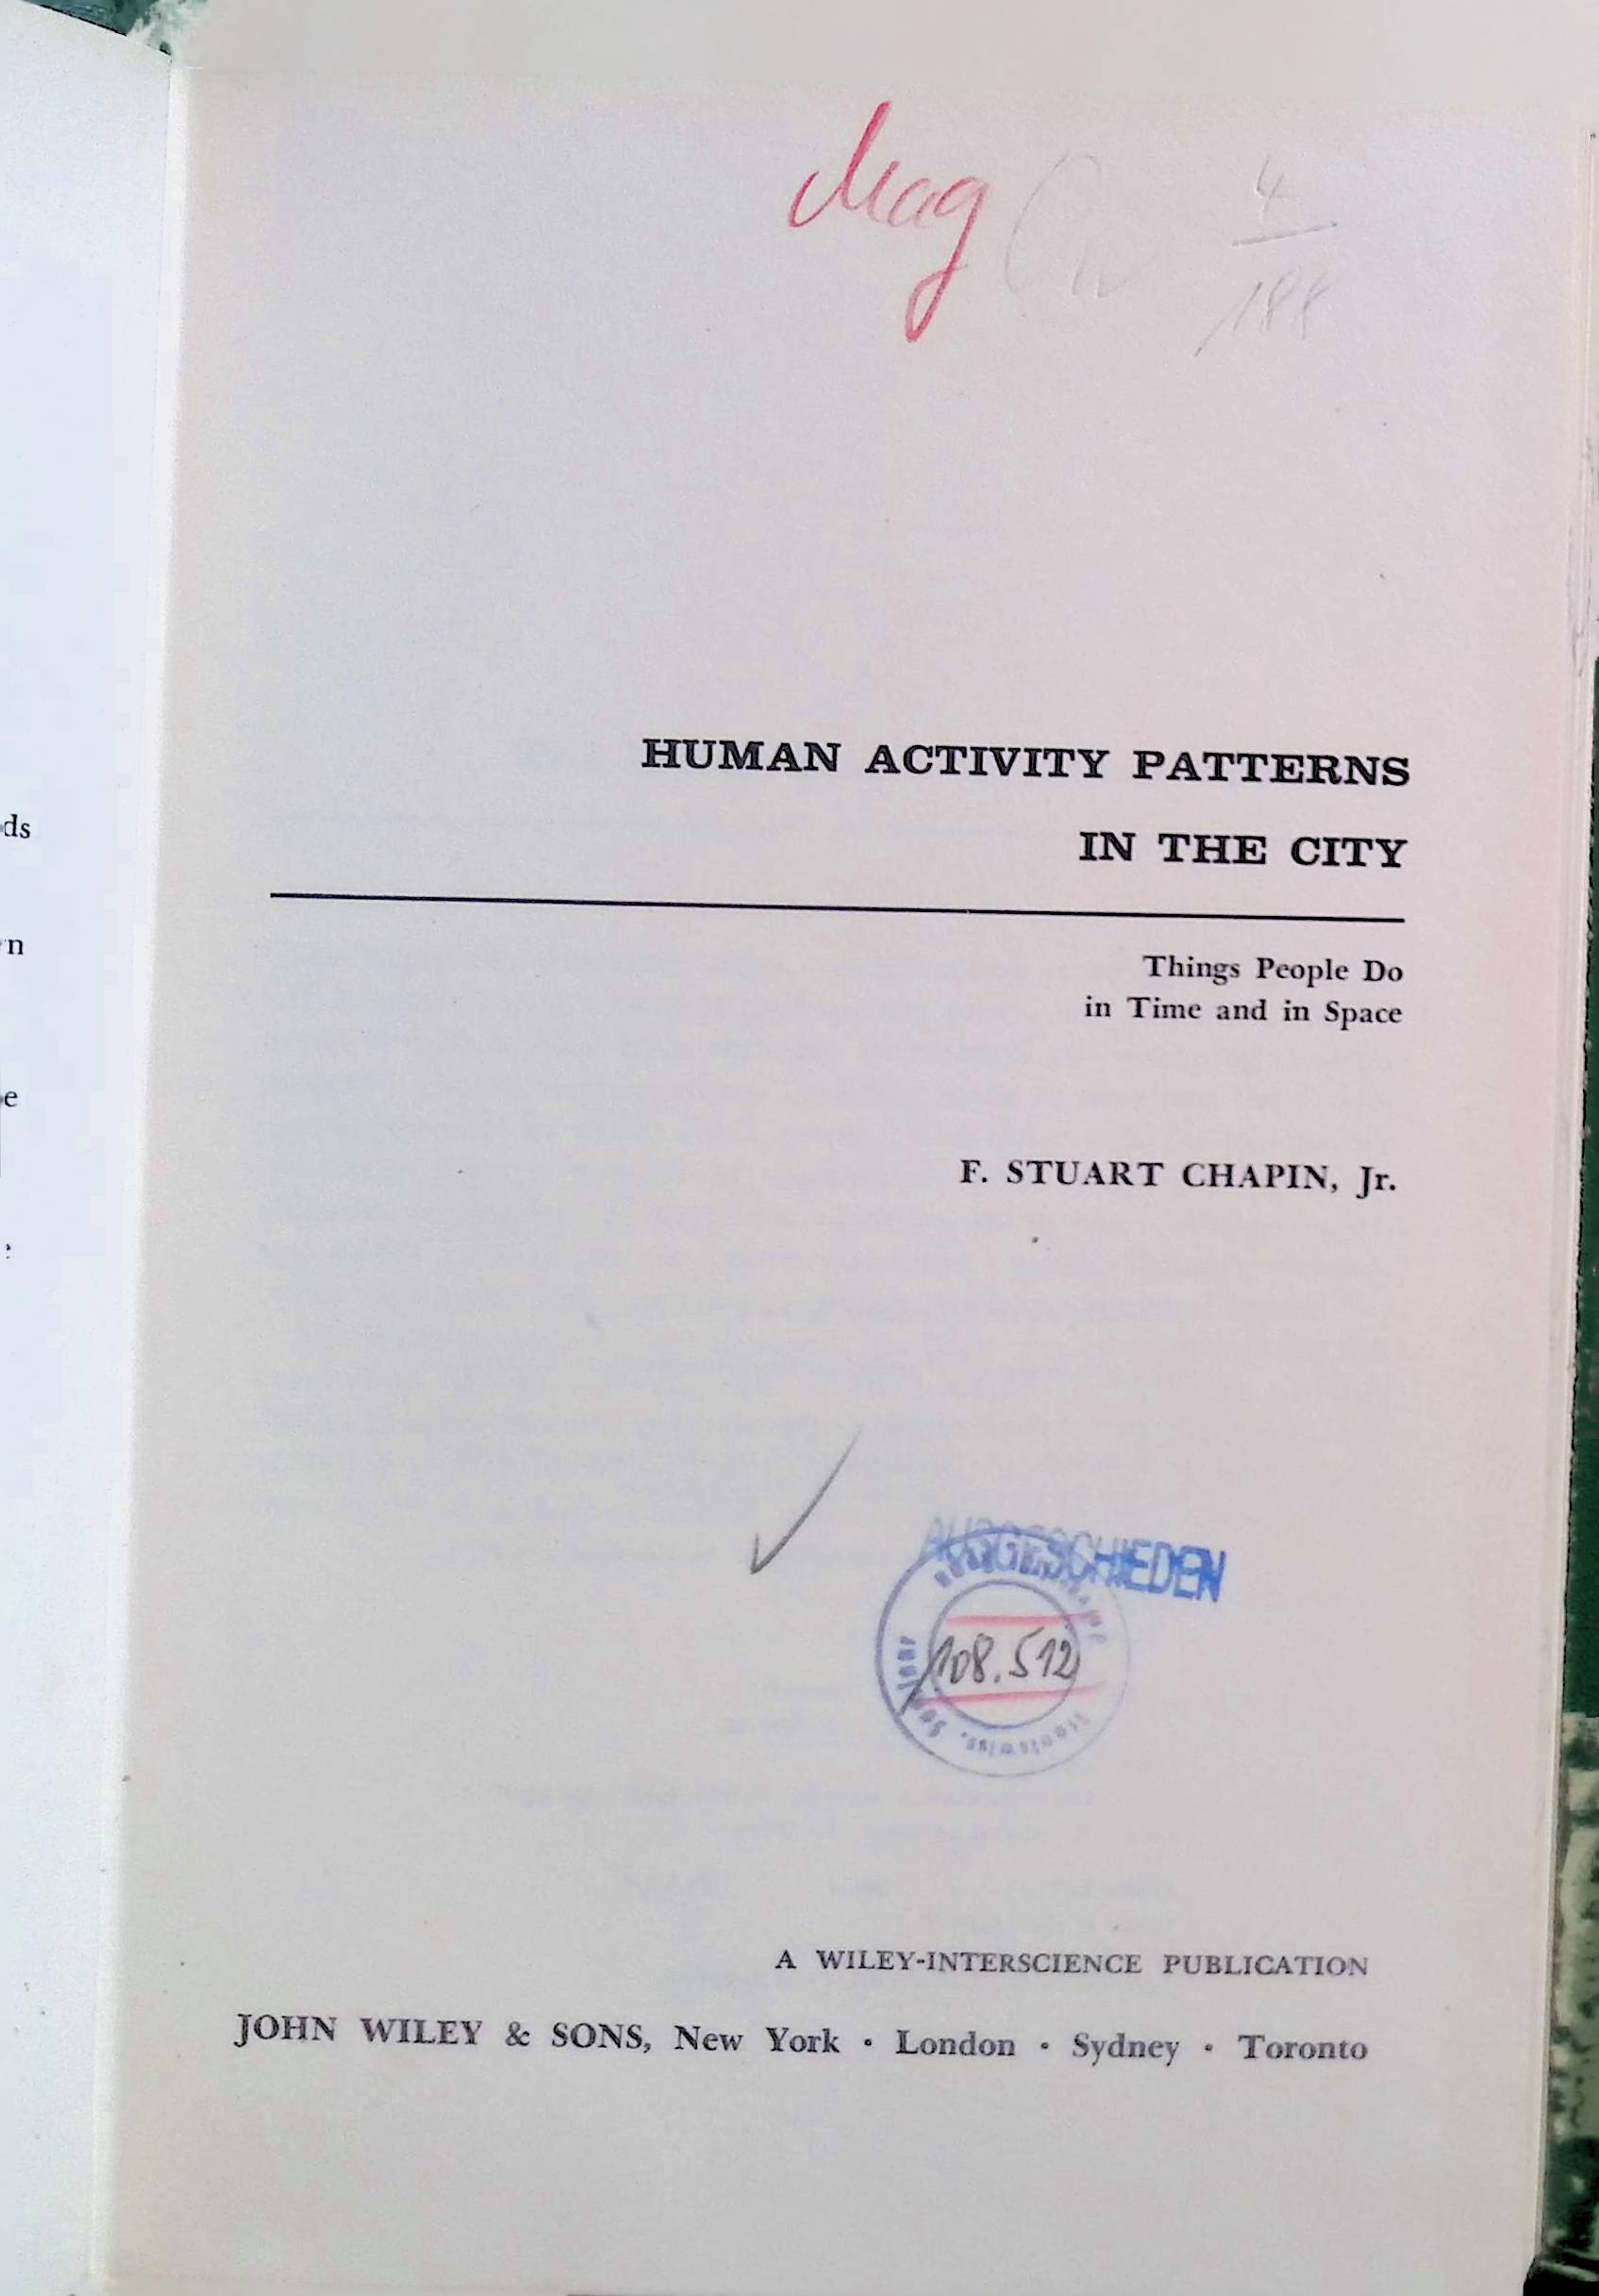 Mag
4
188
HUMAN ACTIVITY PATTERNS
IN THE CITY
Things People Do
in Time and in Space
F. STUART CHAPIN, Jr.
AUSGESCHIEDEN
108.512
A WILEY-INTERSCIENCE PUBLICATION
JOHN WILEY & SONS, New York • London • Sydney • Toronto